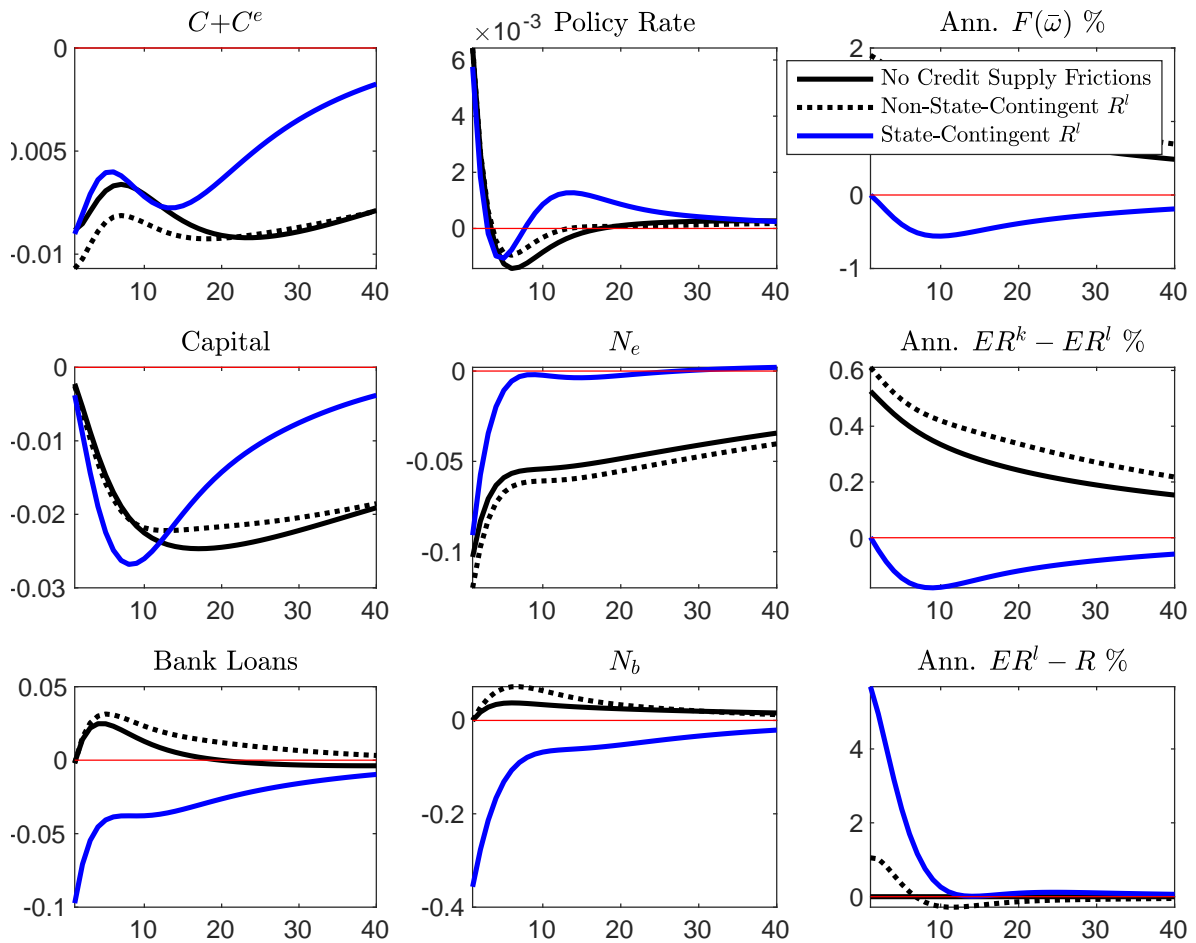 C+C^e
Policy Rate
Ann. F(ω̄) %
×10^-3
0
-0.01
10 20 30 40
6
4
2
0
10 20 30 40
2
0
-1
10 20 30 40
No Credit Supply Frictions
Non-State-Contingent R^l
State-Contingent R^l
Capital
N_e
Ann. ER^k − ER^l %
0
-0.01
-0.02
-0.03
10 20 30 40
0
-0.05
-0.1
10 20 30 40
0.6
0.4
0.2
0
10 20 30 40
Bank Loans
N_b
Ann. ER^l − R %
0.05
0
-0.05
-0.1
10 20 30 40
0
-0.2
-0.4
10 20 30 40
4
2
0
10 20 30 40